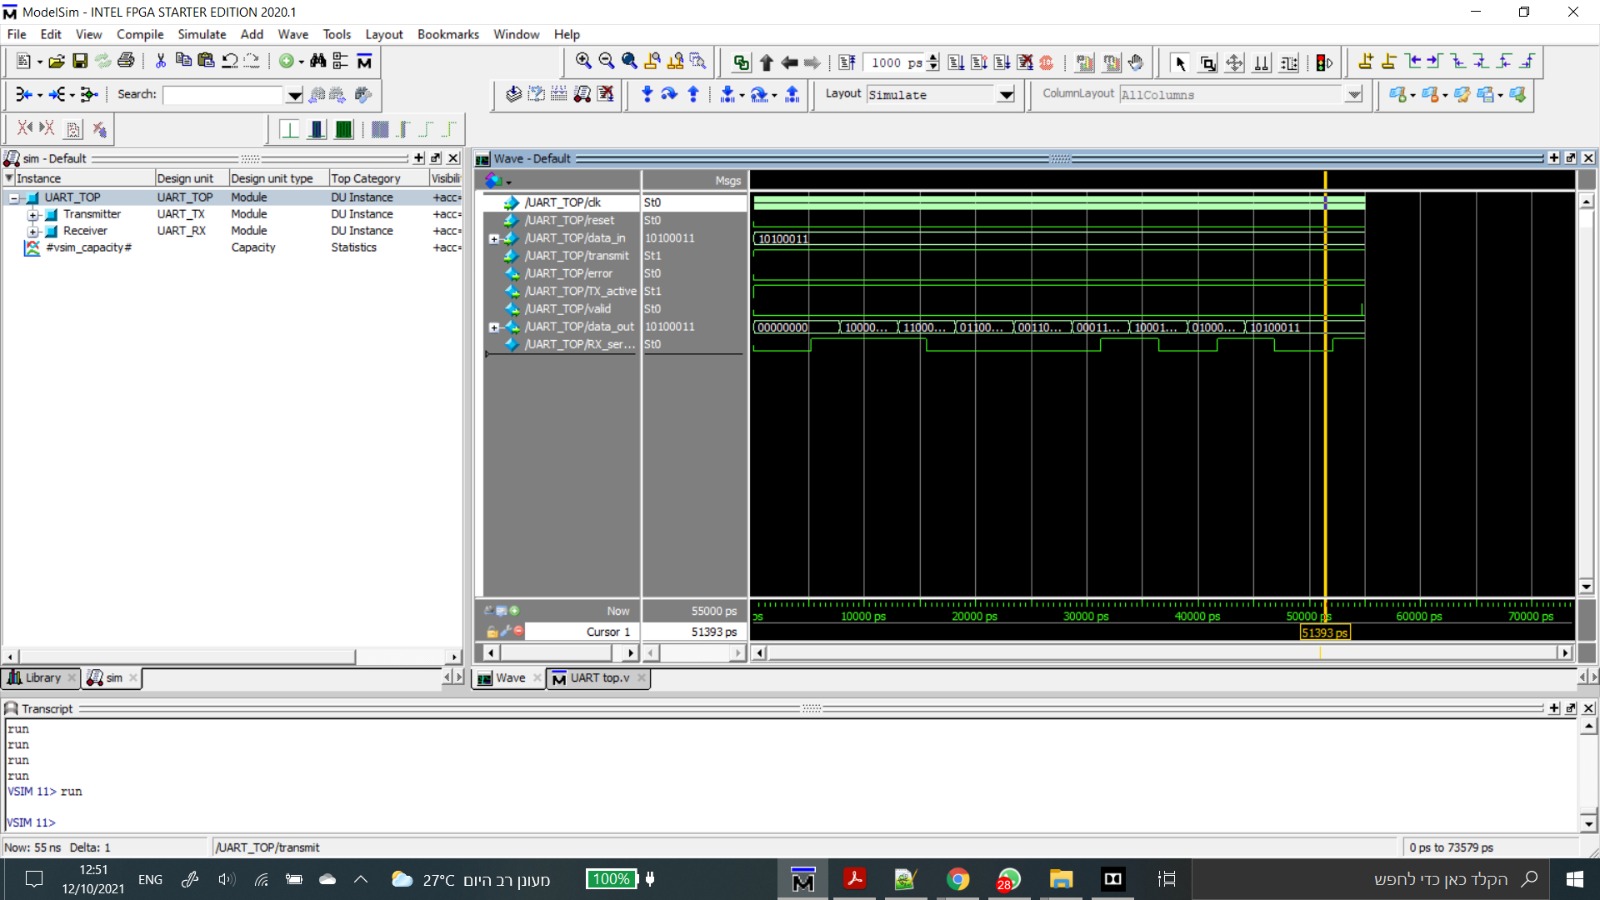 ModelSim - INTEL FPGA STARTER EDITION 2020.1
File Edit View Compile Simulate Add Wave Tools Layout Bookmarks Window Help
1000 ps
Search:
Layout Simulate
ColumnLayout AllColumns
sim - Default
Instance Design unit Design unit type Top Category Visibili
UART_TOP UART_TOP Module DU Instance +acc=
Transmitter UART_TX Module DU Instance +acc=
Receiver UART_RX Module DU Instance +acc=
#vsim_capacity# Capacity Statistics +acc=
Wave - Default
Msgs
/UART_TOP/clk St0
/UART_TOP/reset St0
/UART_TOP/data_in 10100011 10100011
/UART_TOP/transmit St1
/UART_TOP/error St0
/UART_TOP/TX_active St1
/UART_TOP/valid St0
/UART_TOP/data_out 10100011 00000000 10000... 11000... 01100... 00110... 00011... 10001... 01000... 10100011
/UART_TOP/RX_ser... St0
Now 55000 ps
10000 ps 20000 ps 30000 ps 40000 ps 50000 ps 60000 ps 70000 ps
Cursor 1 51393 ps 51393 ps
Library sim
Wave UART top.v
Transcript
run
run
run
run
VSIM 11> run
VSIM 11>
Now: 55 ns Delta: 1 /UART_TOP/transmit 0 ps to 73579 ps
12:51
12/10/2021
ENG
27°C מעונן רב היום
100%
28
הקלד כאן כדי לחפש